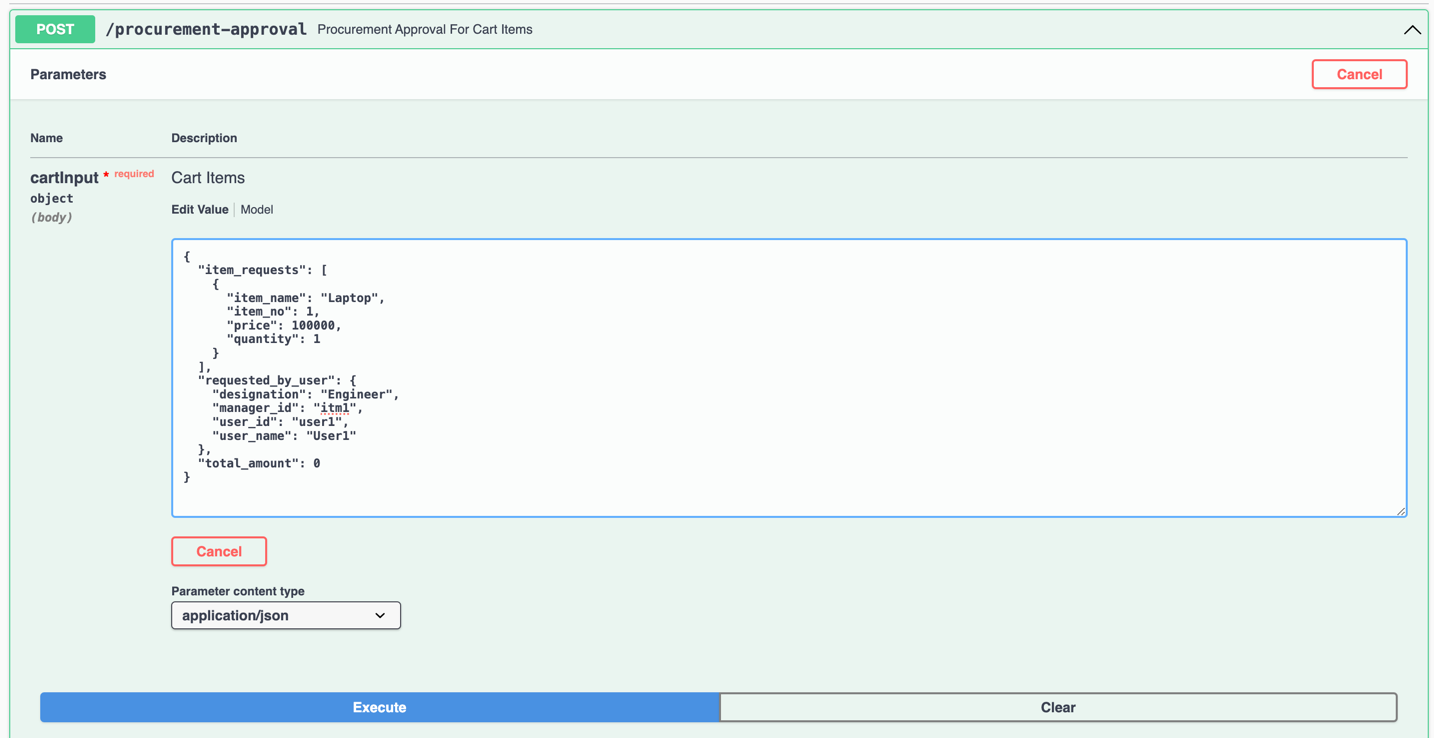 POST /procurement-approval Procurement Approval For Cart Items
Parameters Cancel
Name Description
cartInput * required Cart Items
object
(body)
Edit Value Model
{
  "item_requests": [
    {
      "item_name": "Laptop",
      "item_no": 1,
      "price": 100000,
      "quantity": 1
    }
  ],
  "requested_by_user": {
    "designation": "Engineer",
    "manager_id": "itm1",
    "user_id": "user1",
    "user_name": "User1"
  },
  "total_amount": 0
}
Cancel
Parameter content type
application/json
Execute Clear